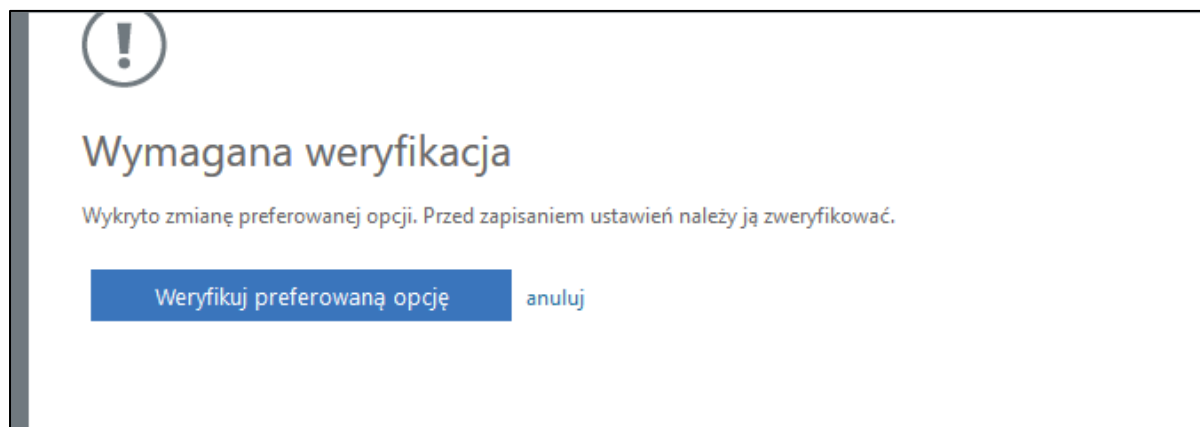 Wymagana weryfikacja
Wykryto zmianę preferowanej opcji. Przed zapisaniem ustawień należy ją zweryfikować.
Weryfikuj preferowaną opcję anuluj